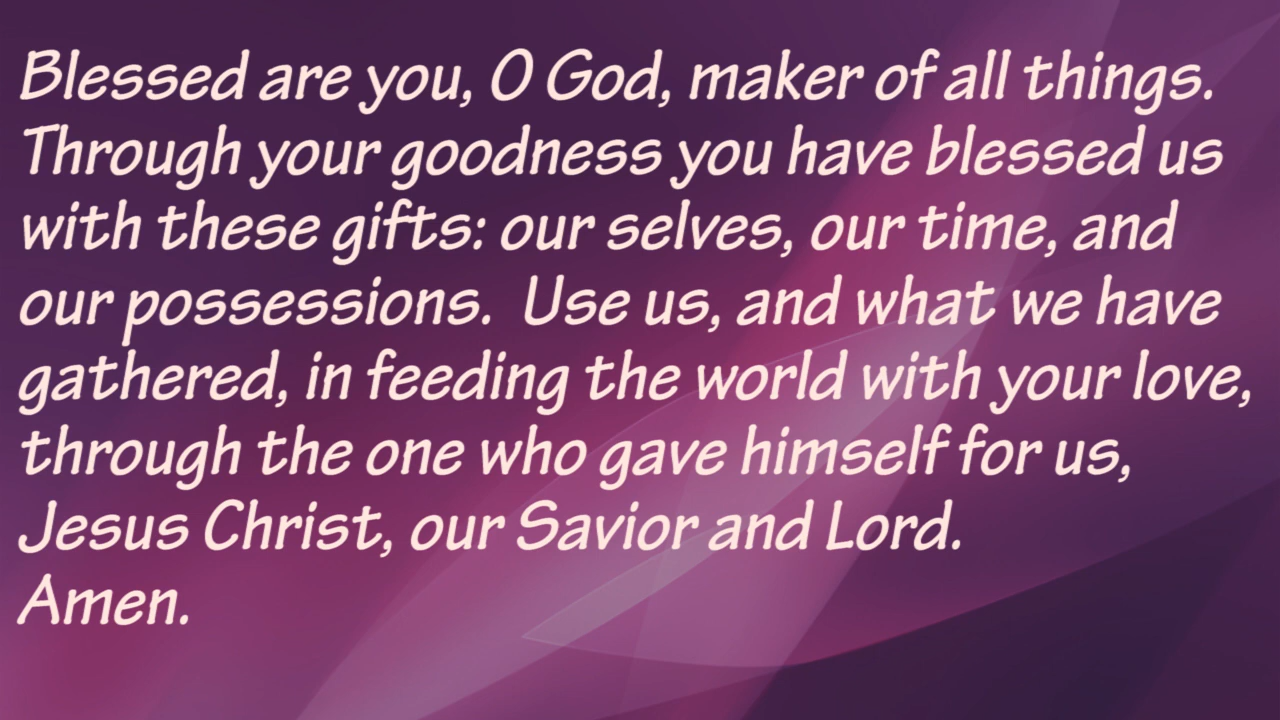 Blessed are you, O God, maker of all things.
Through your goodness you have blessed us
with these gifts: our selves, our time, and
our possessions.  Use us, and what we have
gathered, in feeding the world with your love,
through the one who gave himself for us,
Jesus Christ, our Savior and Lord.
Amen.